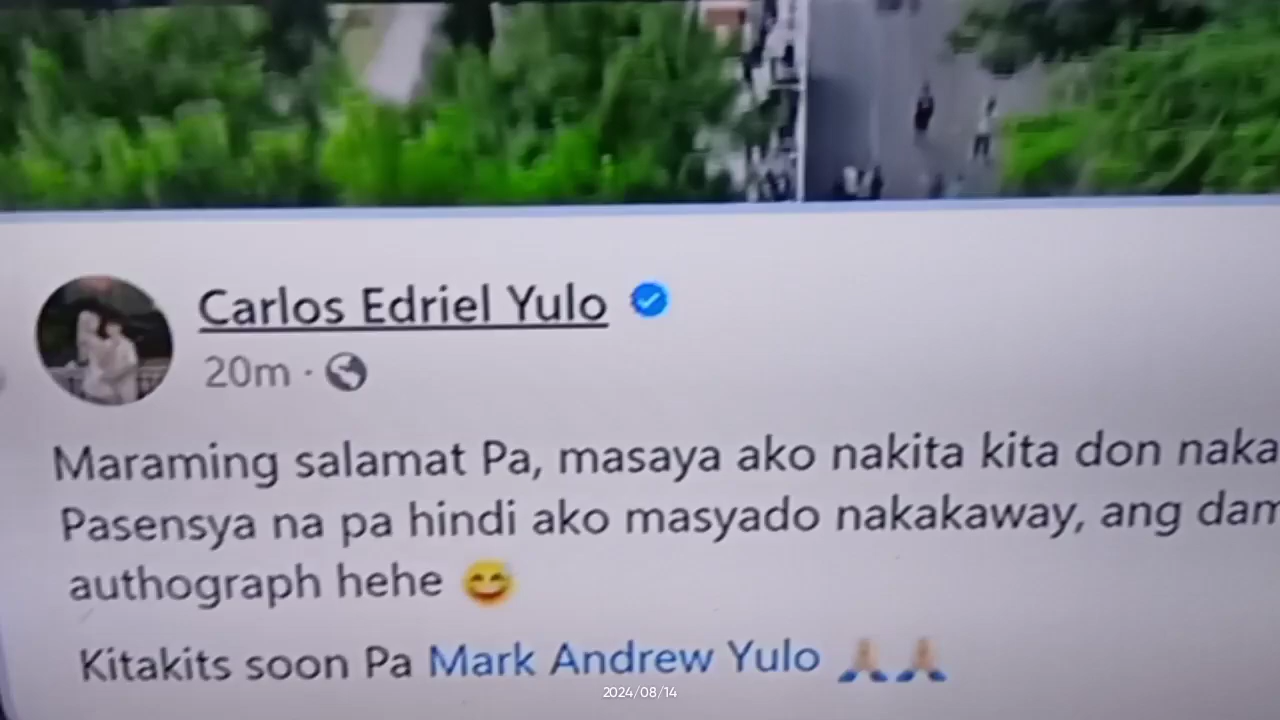 Carlos Edriel Yulo
20m ·
Maraming salamat Pa, masaya ako nakita kita don naka
Pasensya na pa hindi ako masyado nakakaway, ang dam
authograph hehe 😅
Kitakits soon Pa Mark Andrew Yulo 🙏🏼🙏🏼
2024/08/14